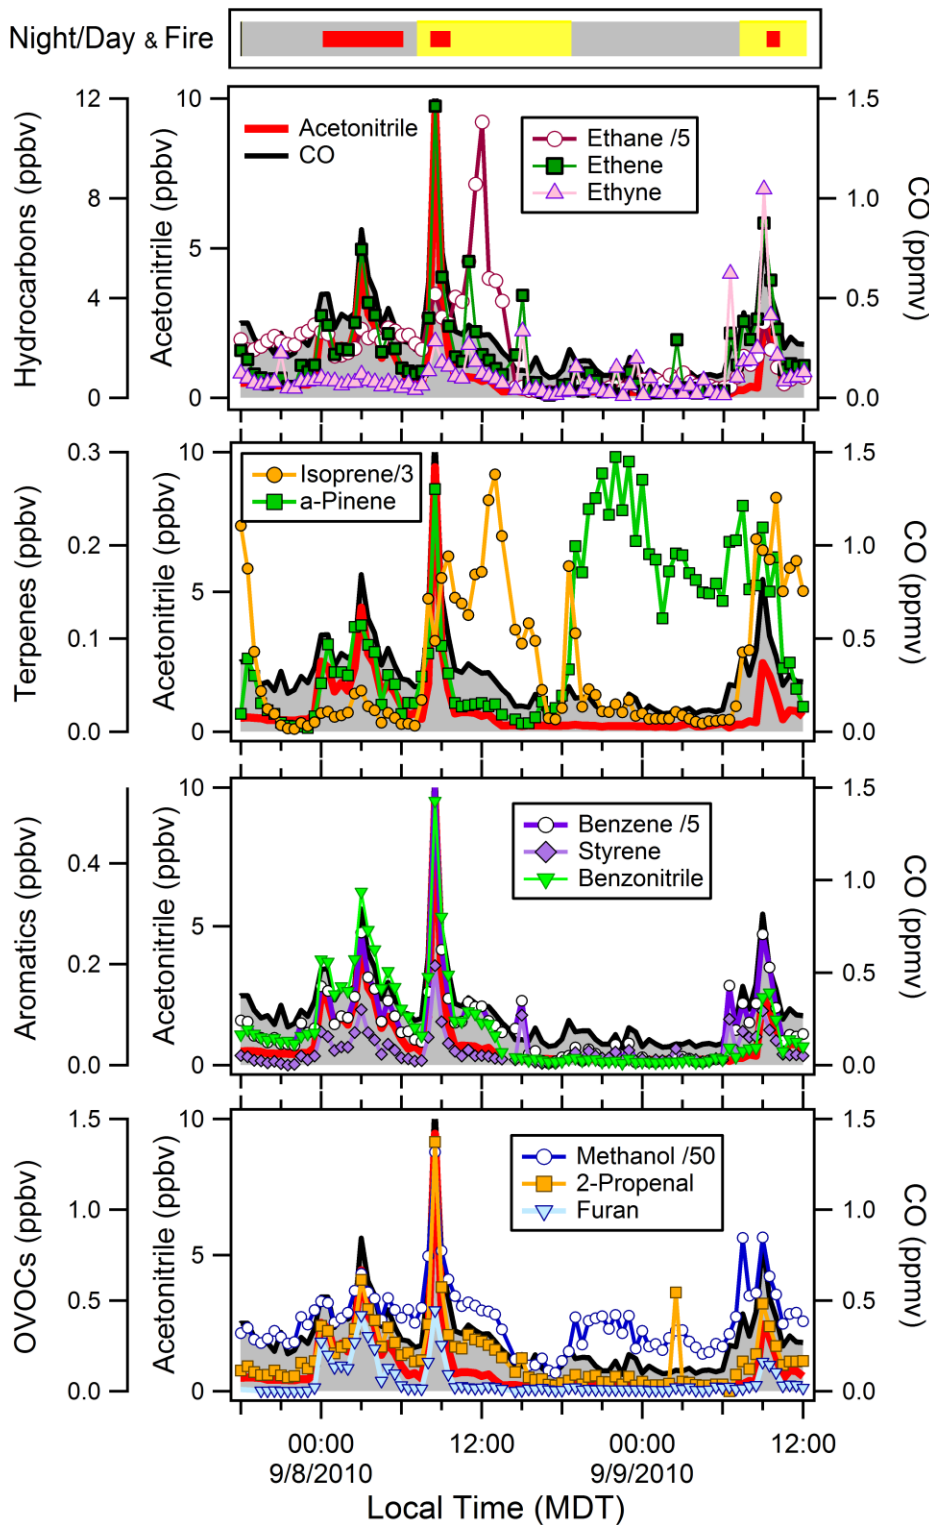 Night/Day & Fire
Hydrocarbons (ppbv)
12
8
4
0
Acetonitrile (ppbv)
10
5
0
Acetonitrile
CO
Ethane /5
Ethene
Ethyne
1.5
1.0
0.5
0.0
CO (ppmv)
Terpenes (ppbv)
0.3
0.2
0.1
0.0
Acetonitrile (ppbv)
10
5
0
Isoprene/3
a-Pinene
1.5
1.0
0.5
0.0
CO (ppmv)
Aromatics (ppbv)
0.4
0.2
0.0
Acetonitrile (ppbv)
10
5
0
Benzene /5
Styrene
Benzonitrile
1.5
1.0
0.5
0.0
CO (ppmv)
OVOCs (ppbv)
1.5
1.0
0.5
0.0
Acetonitrile (ppbv)
10
5
0
Methanol /50
2-Propenal
Furan
1.5
1.0
0.5
0.0
CO (ppmv)
00:00 12:00 00:00 12:00
9/8/2010 9/9/2010
Local Time (MDT)